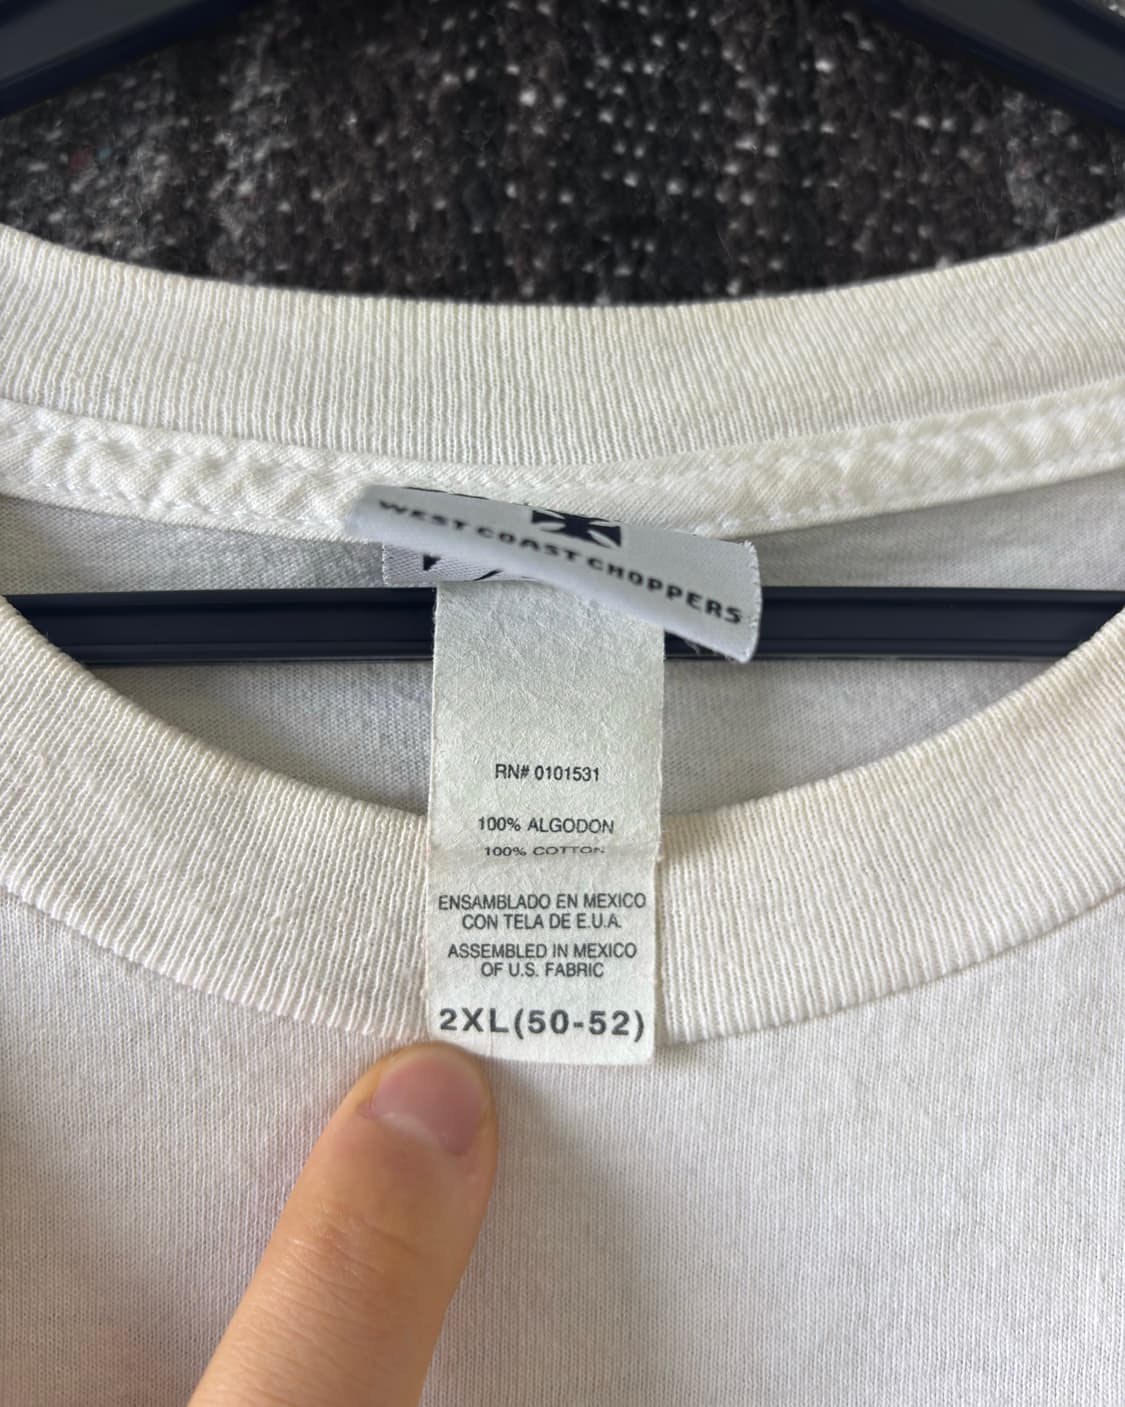 WEST COAST CHOPPERS
RN# 0101531
100% ALGODON
100% COTTON
ENSAMBLADO EN MEXICO
CON TELA DE E.U.A.
ASSEMBLED IN MEXICO
OF U.S. FABRIC
2XL(50-52)